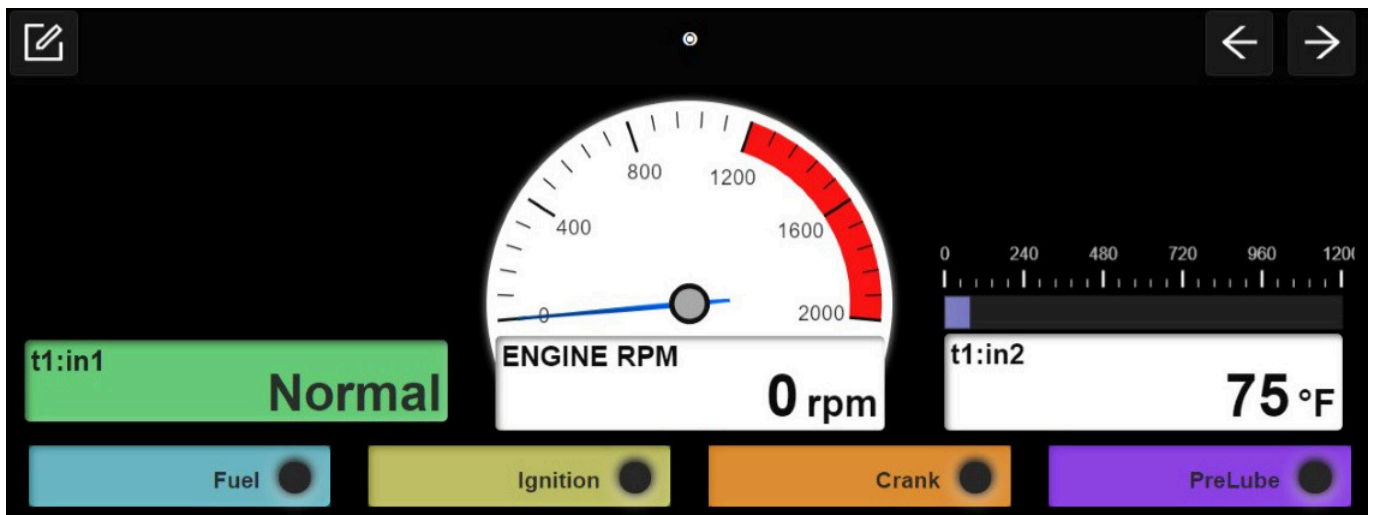 800
1200
400
1600
0
2000
0 240 480 720 960 120
t1:in1
Normal
ENGINE RPM
0 rpm
t1:in2
75 °F
Fuel
Ignition
Crank
PreLube